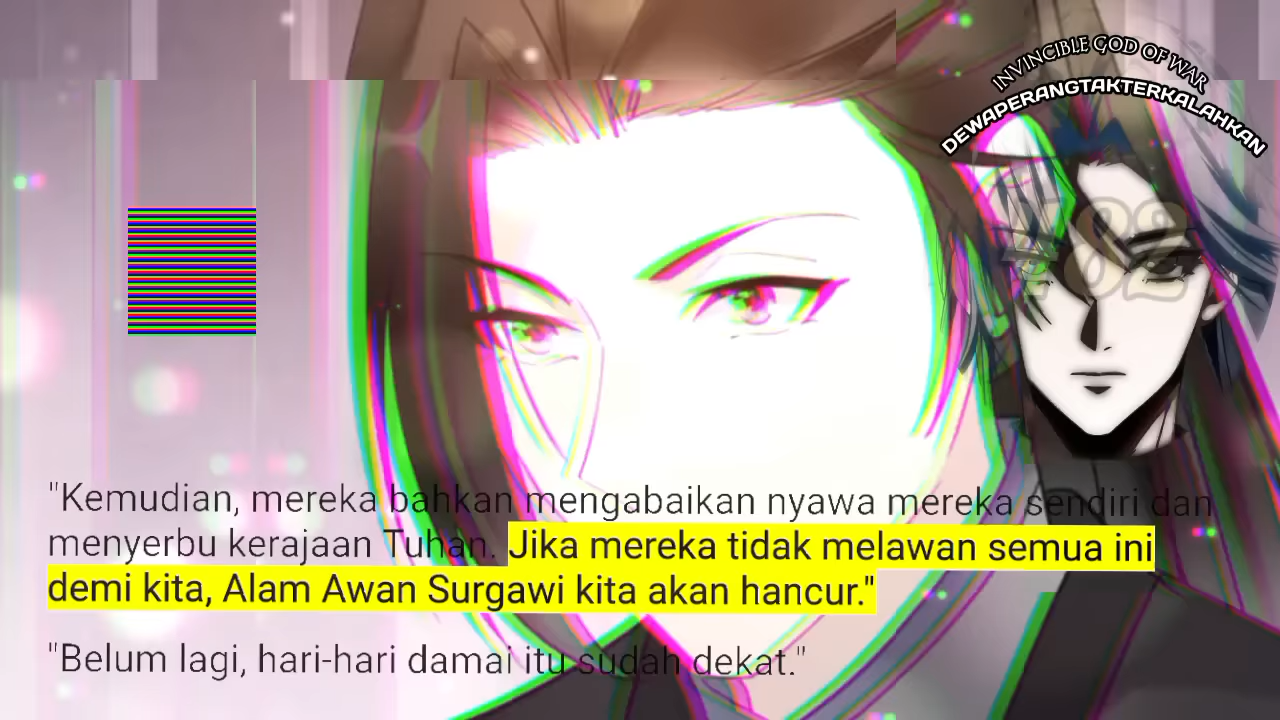 INVINCIBLE GOD OF WAR
DEWAPERANGTAKTERKALAHKAN
"Kemudian, mereka bahkan mengabaikan nyawa mereka sendiri dan
menyerbu kerajaan Tuhan. Jika mereka tidak melawan semua ini
demi kita, Alam Awan Surgawi kita akan hancur."
"Belum lagi, hari-hari damai itu sudah dekat."